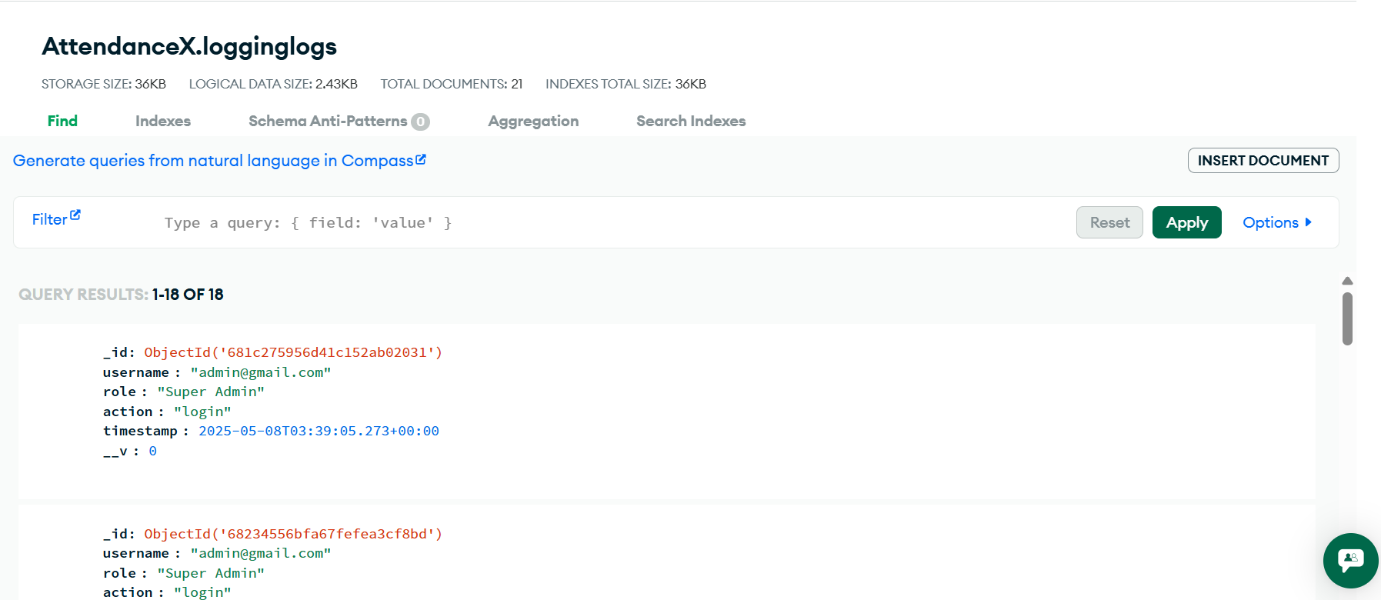 AttendanceX.logginglogs
STORAGE SIZE: 36KB LOGICAL DATA SIZE: 2.43KB TOTAL DOCUMENTS: 21 INDEXES TOTAL SIZE: 36KB
Find Indexes Schema Anti-Patterns 0 Aggregation Search Indexes
Generate queries from natural language in Compass
INSERT DOCUMENT
Filter Type a query: { field: 'value' } Reset Apply Options
QUERY RESULTS: 1-18 OF 18
_id: ObjectId('681c275956d41c152ab02031')
username : "admin@gmail.com"
role : "Super Admin"
action : "login"
timestamp : 2025-05-08T03:39:05.273+00:00
__v : 0
_id: ObjectId('68234556bfa67fefea3cf8bd')
username : "admin@gmail.com"
role : "Super Admin"
action : "login"